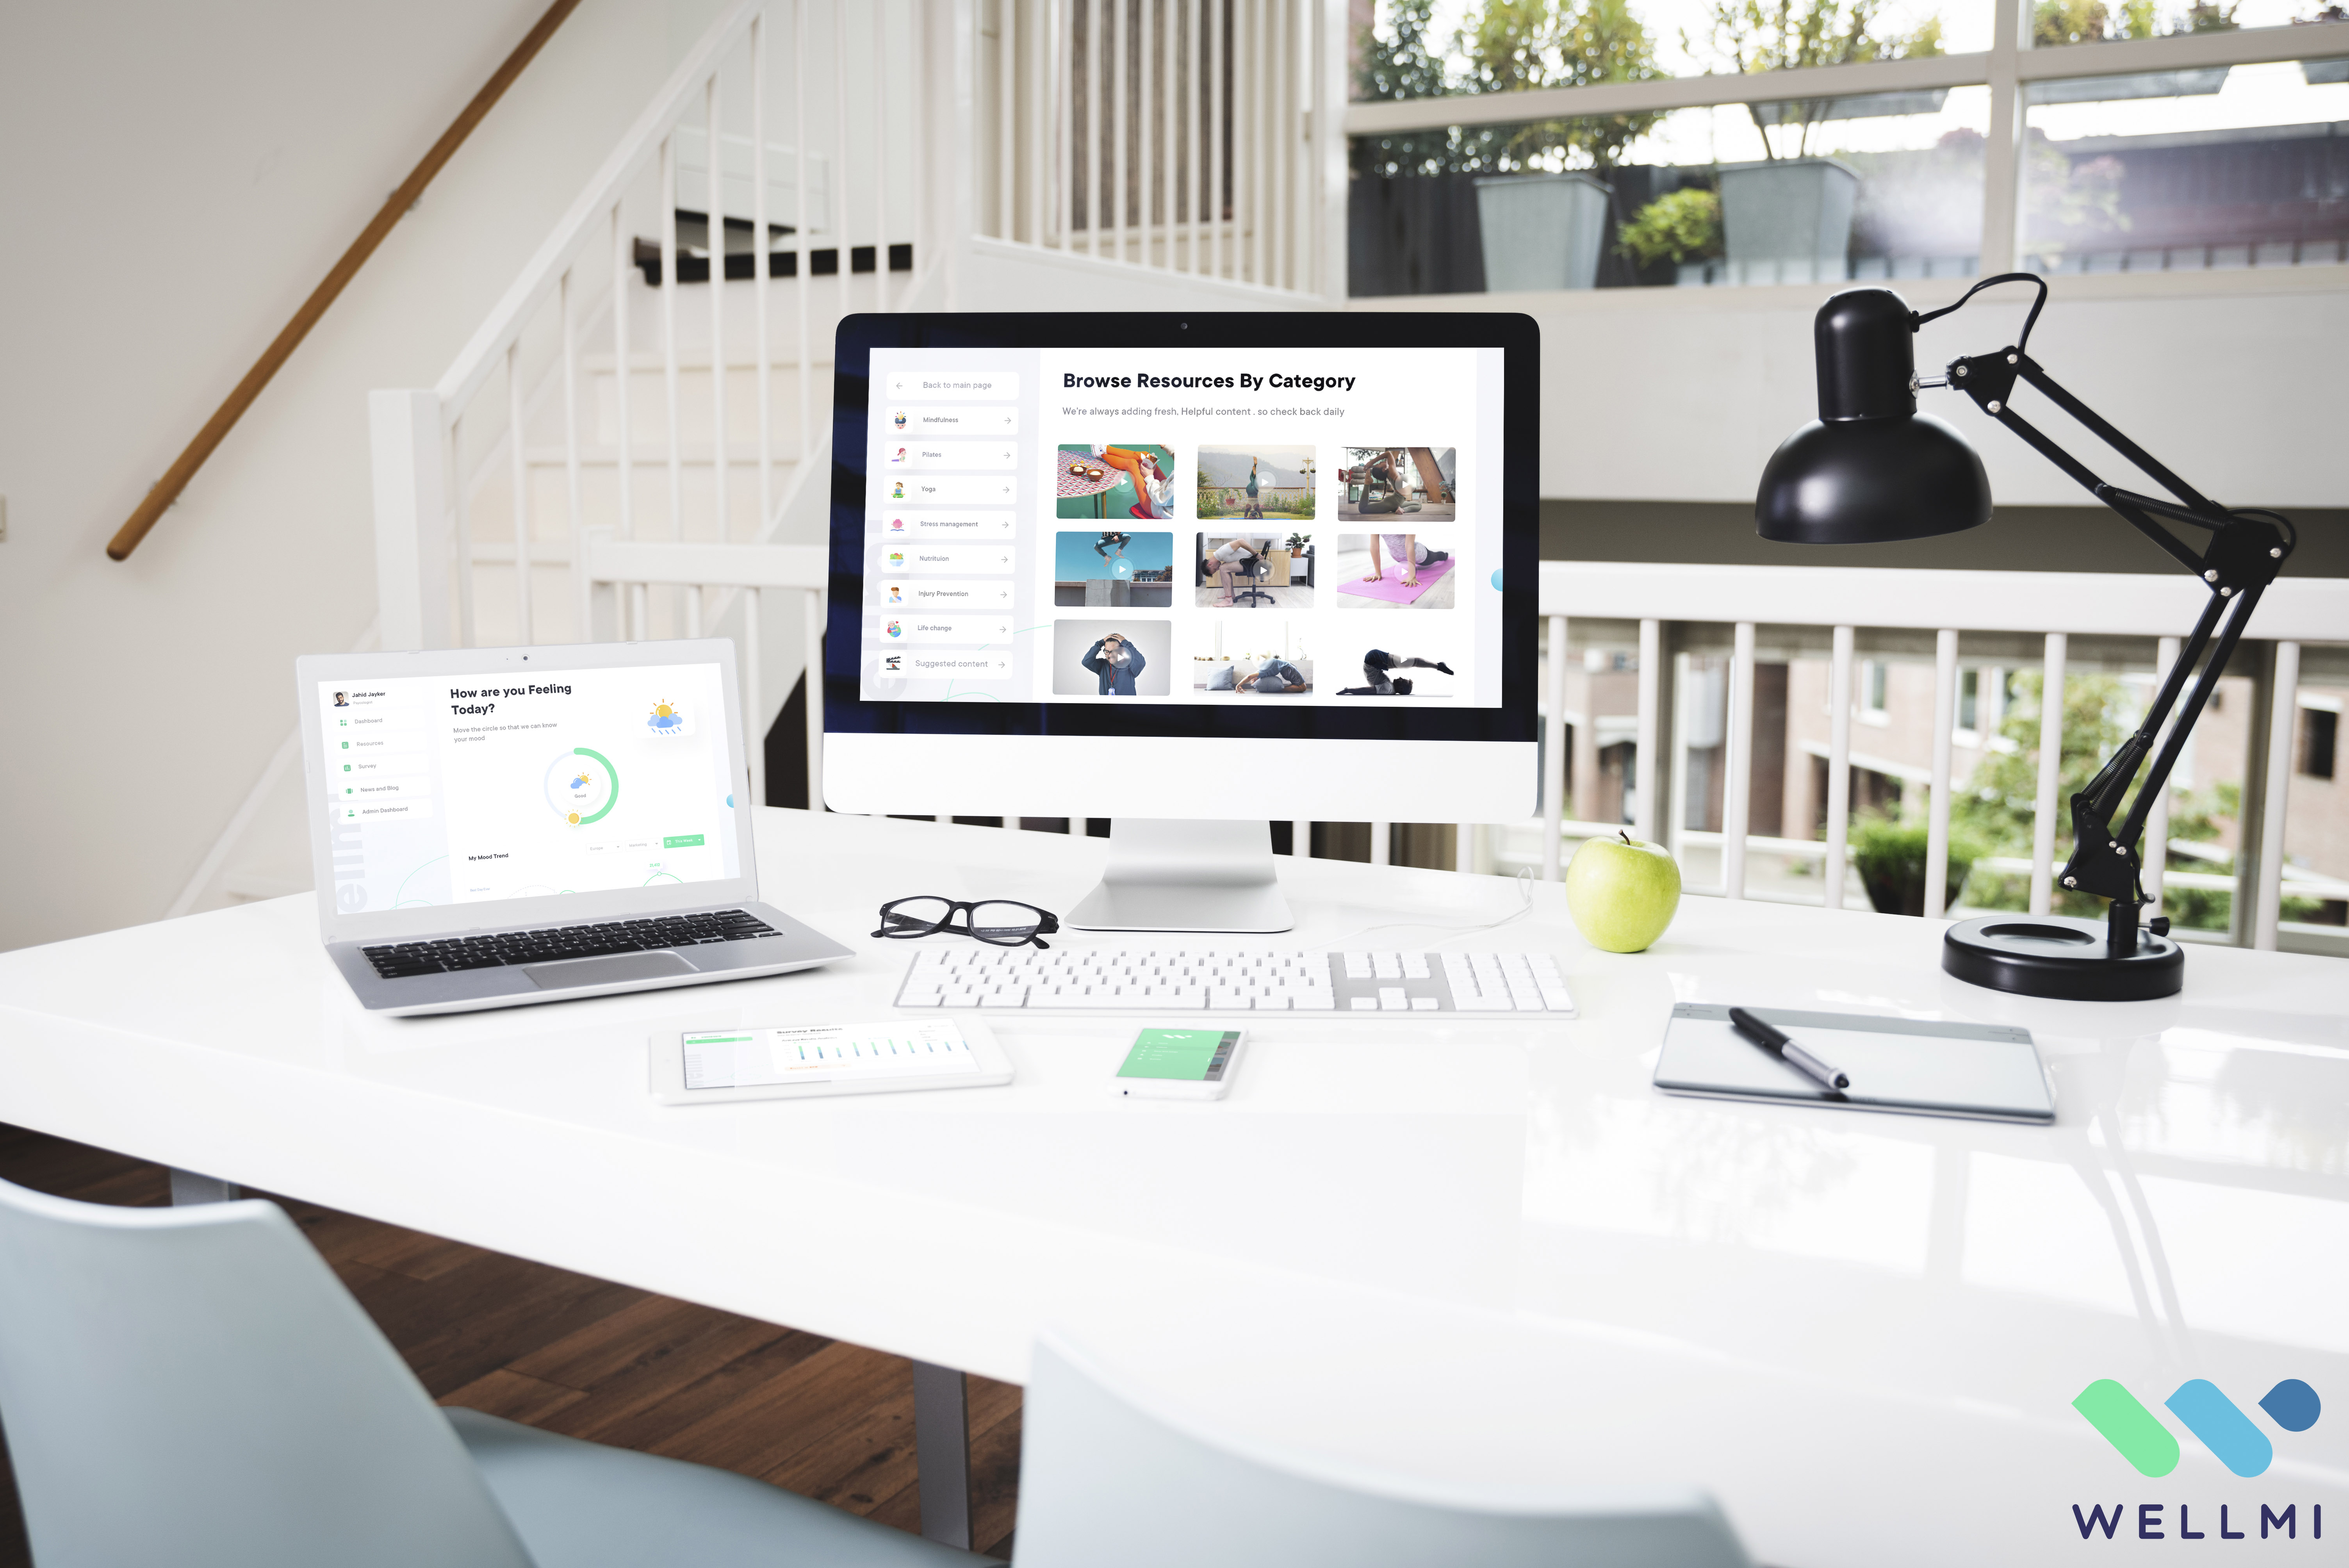 Browse Resources By Category
We're always adding fresh, Helpful content . so check back daily
Back to main page
Mindfulness
Pilates
Yoga
Stress management
Nutrituion
Injury Prevention
Life change
Suggested content
Jahid Jayker
Dashboard
Resources
Survey
News and Blog
Admin Dashboard
How are you Feeling
Today?
Move the circle so that we can know
your mood
Good
My Mood Trend
Survey Results
WELLMI